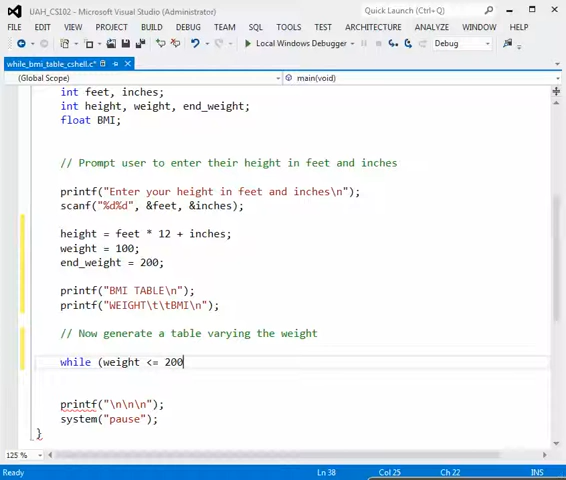 UAH_CS102 - Microsoft Visual Studio (Administrator)
Quick Launch (Ctrl+Q)
FILE EDIT VIEW PROJECT BUILD DEBUG TEAM SQL TOOLS TEST ARCHITECTURE ANALYZE WINDOW HELP
Local Windows Debugger Debug
while_bmi_table_cshell.c*
(Global Scope) main(void)
int feet, inches;
int height, weight, end_weight;
float BMI;
// Prompt user to enter their height in feet and inches
printf("Enter your height in feet and inches\n");
scanf("%d%d", &feet, &inches);
height = feet * 12 + inches;
weight = 100;
end_weight = 200;
printf("BMI TABLE\n");
printf("WEIGHT\t\tBMI\n");
// Now generate a table varying the weight
while (weight <= 200
printf("\n\n\n");
system("pause");
}
125 %
Ready Ln 38 Col 25 Ch 22 INS